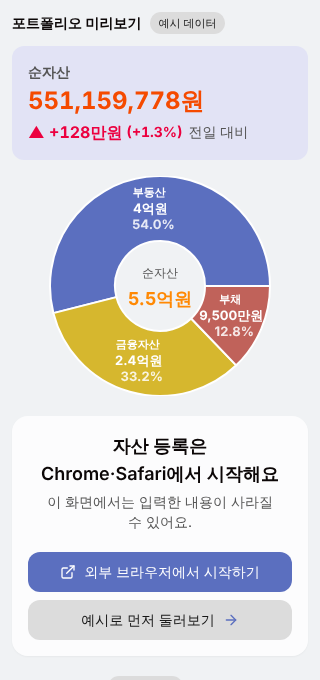 포트폴리오 미리보기 예시 데이터
순자산
551,159,778원
▲ +128만원 (+1.3%) 전일 대비
부동산
4억원
54.0%
순자산
5.5억원
부채
9,500만원
12.8%
금융자산
2.4억원
33.2%
자산 등록은
Chrome·Safari에서 시작해요
이 화면에서는 입력한 내용이 사라질
수 있어요.
외부 브라우저에서 시작하기
예시로 먼저 둘러보기 →